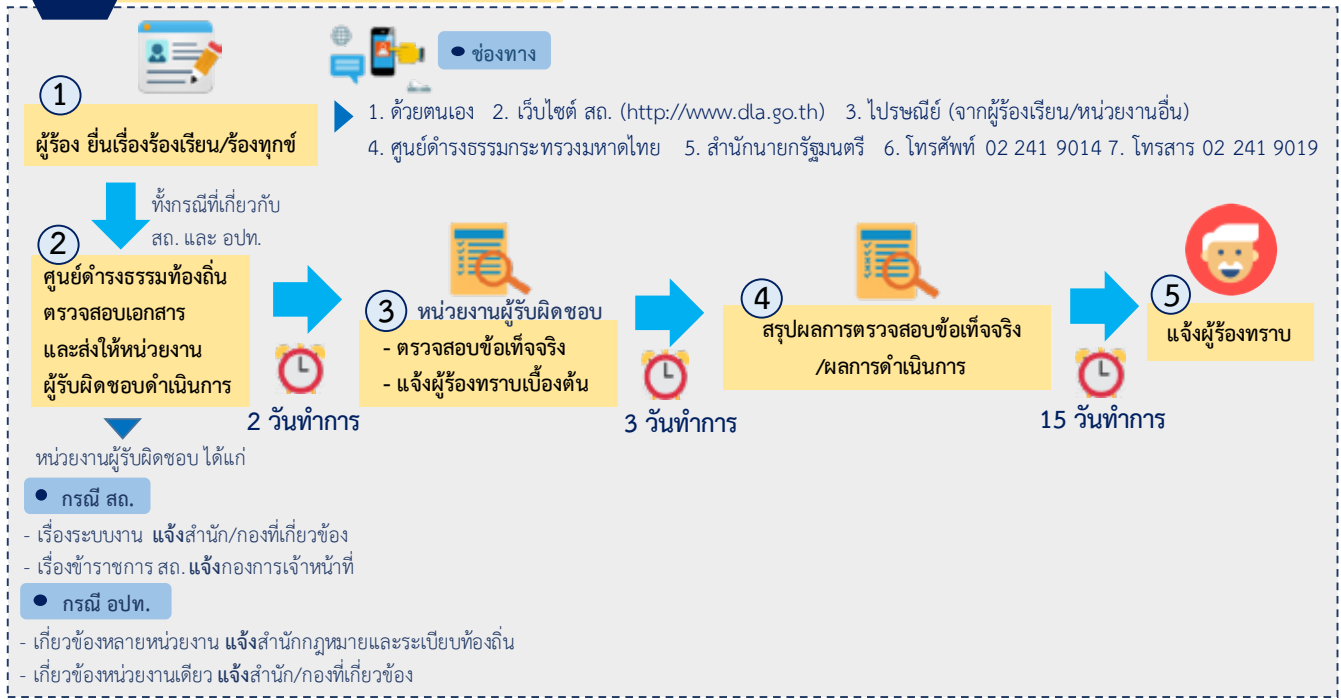 ● ช่องทาง
1
ผู้ร้อง ยื่นเรื่องร้องเรียน/ร้องทุกข์
1. ด้วยตนเอง 2. เว็บไซต์ สถ. (http://www.dla.go.th) 3. ไปรษณีย์ (จากผู้ร้องเรียน/หน่วยงานอื่น)
4. ศูนย์ดำรงธรรมกระทรวงมหาดไทย 5. สำนักนายกรัฐมนตรี 6. โทรศัพท์ 02 241 9014 7. โทรสาร 02 241 9019
ทั้งกรณีที่เกี่ยวกับ
สถ. และ อปท.
2
ศูนย์ดำรงธรรมท้องถิ่น
ตรวจสอบเอกสาร
และส่งให้หน่วยงาน
ผู้รับผิดชอบดำเนินการ
2 วันทำการ
3
หน่วยงานผู้รับผิดชอบ
- ตรวจสอบข้อเท็จจริง
- แจ้งผู้ร้องทราบเบื้องต้น
3 วันทำการ
4
สรุปผลการตรวจสอบข้อเท็จจริง
/ผลการดำเนินการ
15 วันทำการ
5
แจ้งผู้ร้องทราบ
หน่วยงานผู้รับผิดชอบ ได้แก่
● กรณี สถ.
- เรื่องระบบงาน แจ้งสำนัก/กองที่เกี่ยวข้อง
- เรื่องข้าราชการ สถ. แจ้งกองการเจ้าหน้าที่
● กรณี อปท.
- เกี่ยวข้องหลายหน่วยงาน แจ้งสำนักกฎหมายและระเบียบท้องถิ่น
- เกี่ยวข้องหน่วยงานเดียว แจ้งสำนัก/กองที่เกี่ยวข้อง